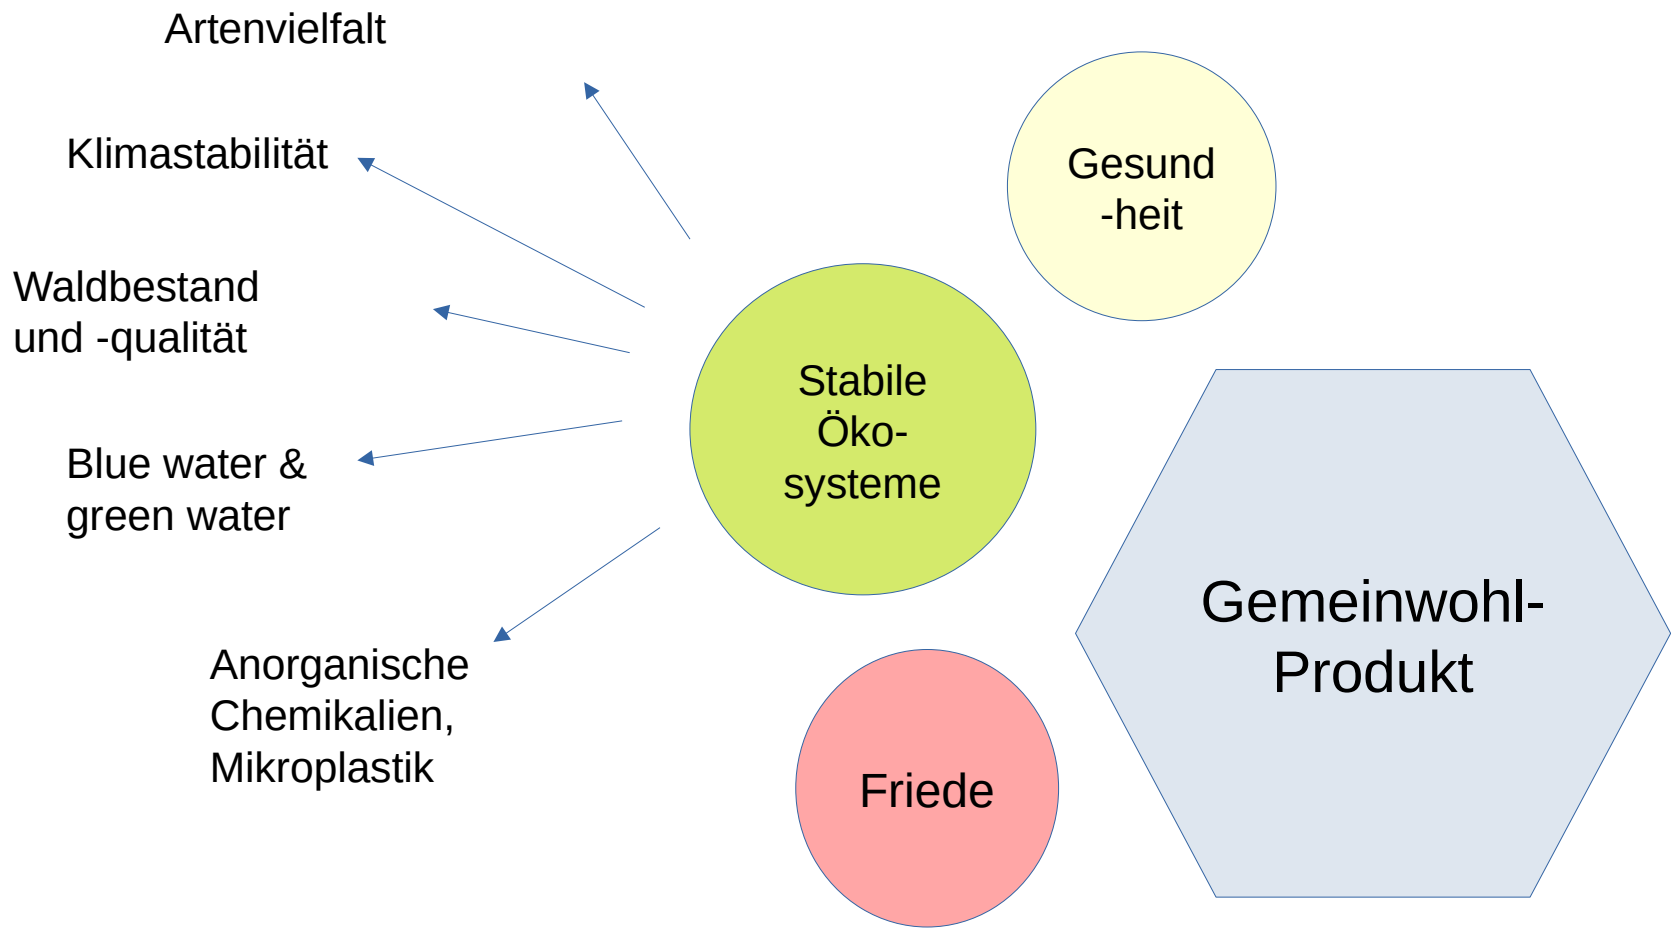 Artenvielfalt
Klimastabilität
Waldbestand
und -qualität
Blue water &
green water
Anorganische
Chemikalien,
Mikroplastik
Gesund
-heit
Stabile
Öko-
systeme
Friede
Gemeinwohl-
Produkt